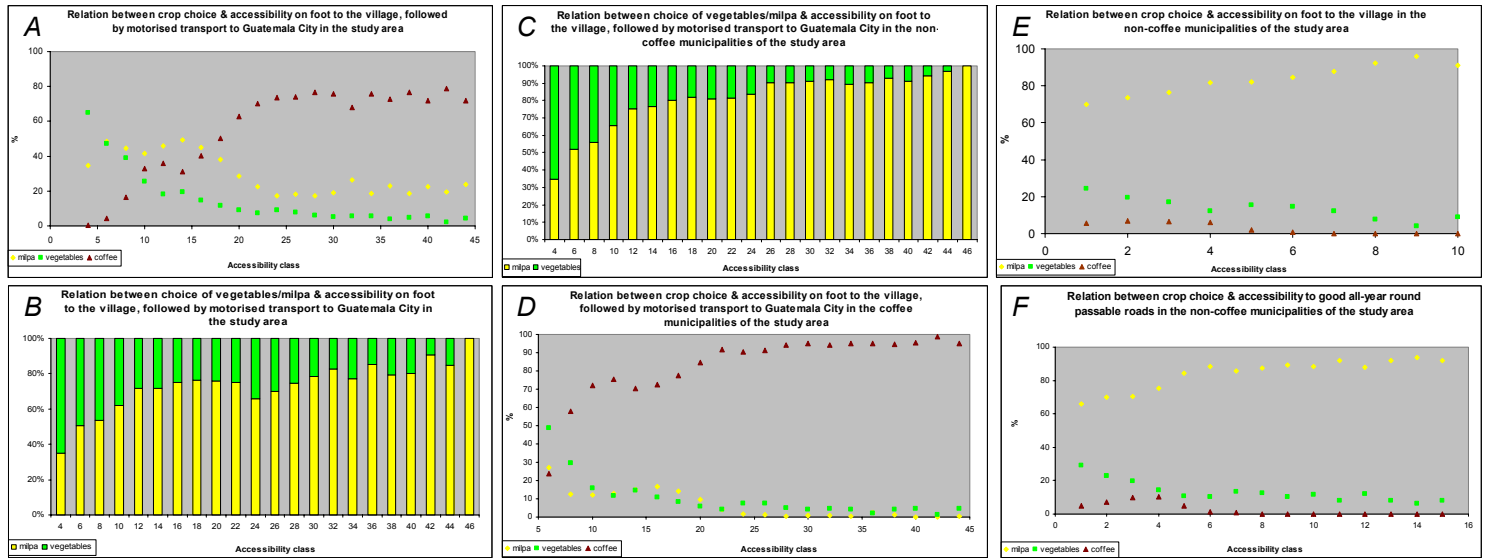 A
Relation between crop choice & accessibility on foot to the village, followed
by motorised transport to Guatemala City in the study area
%
100
80
60
40
20
0
0 5 10 15 20 25 30 35 40 45
milpa vegetables coffee
Accessibility class
B
Relation between choice of vegetables/milpa & accessibility on foot
to the village, followed by motorised transport to Guatemala City in
the study area
100%
80%
60%
40%
20%
0%
4 6 8 10 12 14 16 18 20 22 24 26 28 30 32 34 36 38 40 42 44 46
milpa vegetables
Accessibility class
C
Relation between choice of vegetables/milpa & accessibility on foot to
the village, followed by motorised transport to Guatemala City in the non-
coffee municipalities of the study area
100%
90%
80%
70%
60%
50%
40%
30%
20%
10%
0%
4 6 8 10 12 14 16 18 20 22 24 26 28 30 32 34 36 40 42 44 46
milpa vegetables
Accessibility class
D
Relation between crop choice & accessibility on foot to the village,
followed by motorised transport to Guatemala City in the coffee
municipalities of the study area
%
100
90
80
70
60
50
40
30
20
10
0
5 10 15 20 25 30 35 40 45
milpa vegetables coffee
Accessibility class
E
Relation between crop choice & accessibility on foot to the village in the
non-coffee municipalities of the study area
%
100
80
60
40
20
0
0 2 4 6 8 10
milpa vegetables coffee
Accessibility class
F
Relation between crop choice & accessibility to good all-year round
passable roads in the non-coffee municipalities of the study area
%
100
80
60
40
20
0
0 2 4 6 8 10 12 14 16
milpa vegetables coffee
Accessibility class